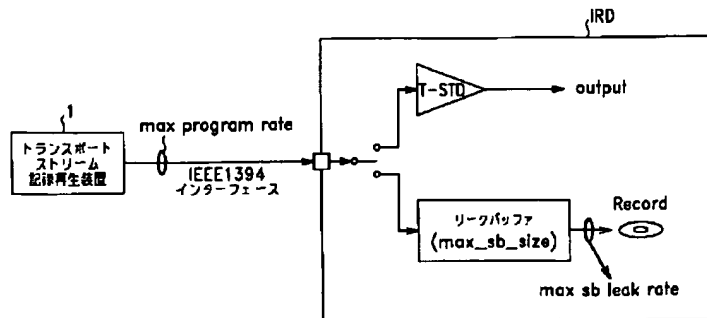 IRD
T-STD
output
1
max program rate
トランスポート
ストリーム
記録再生装置
IEEE1394
インターフェース
リークバッファ
(max_sb_size)
Record
max sb leak rate